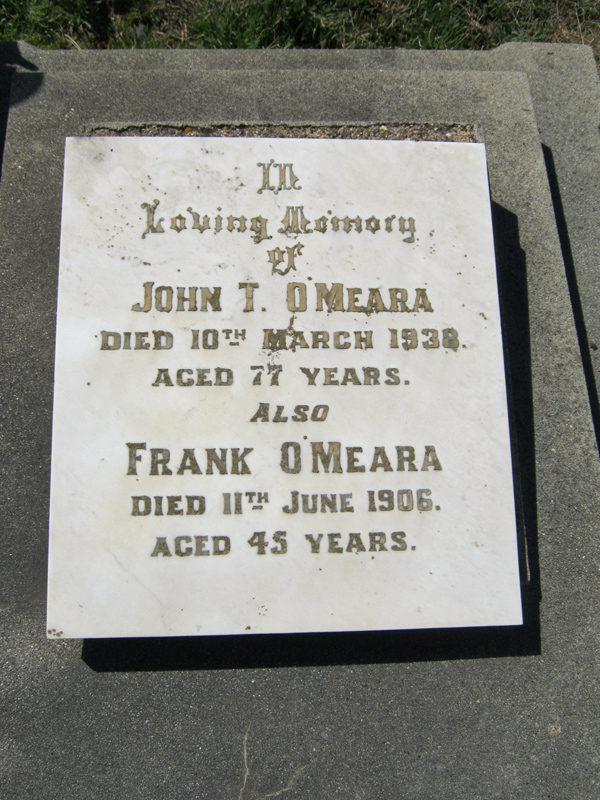 In
Loving Memory
of
JOHN T. O'MEARA
DIED 10TH MARCH 1938.
AGED 77 YEARS.
ALSO
FRANK O'MEARA
DIED 11TH JUNE 1906.
AGED 45 YEARS.